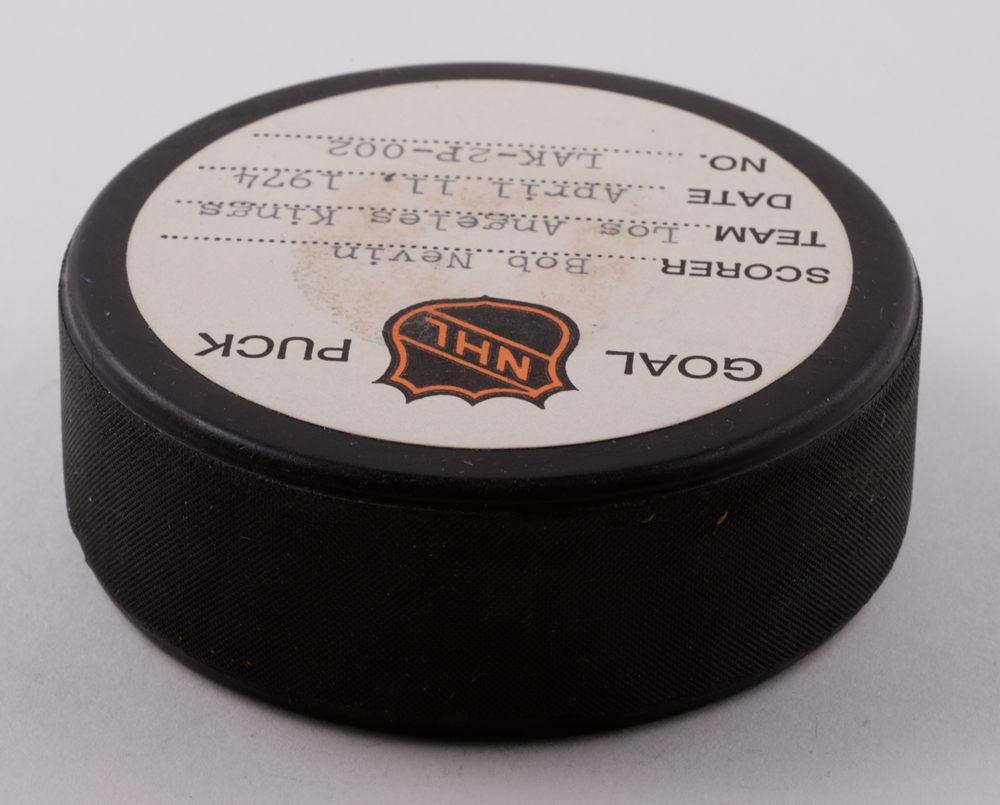 GOAL NHL PUCK
SCORER Bob Nevin
TEAM Los Angeles Kings
DATE April 11, 1974
NO. LAK-2P-002